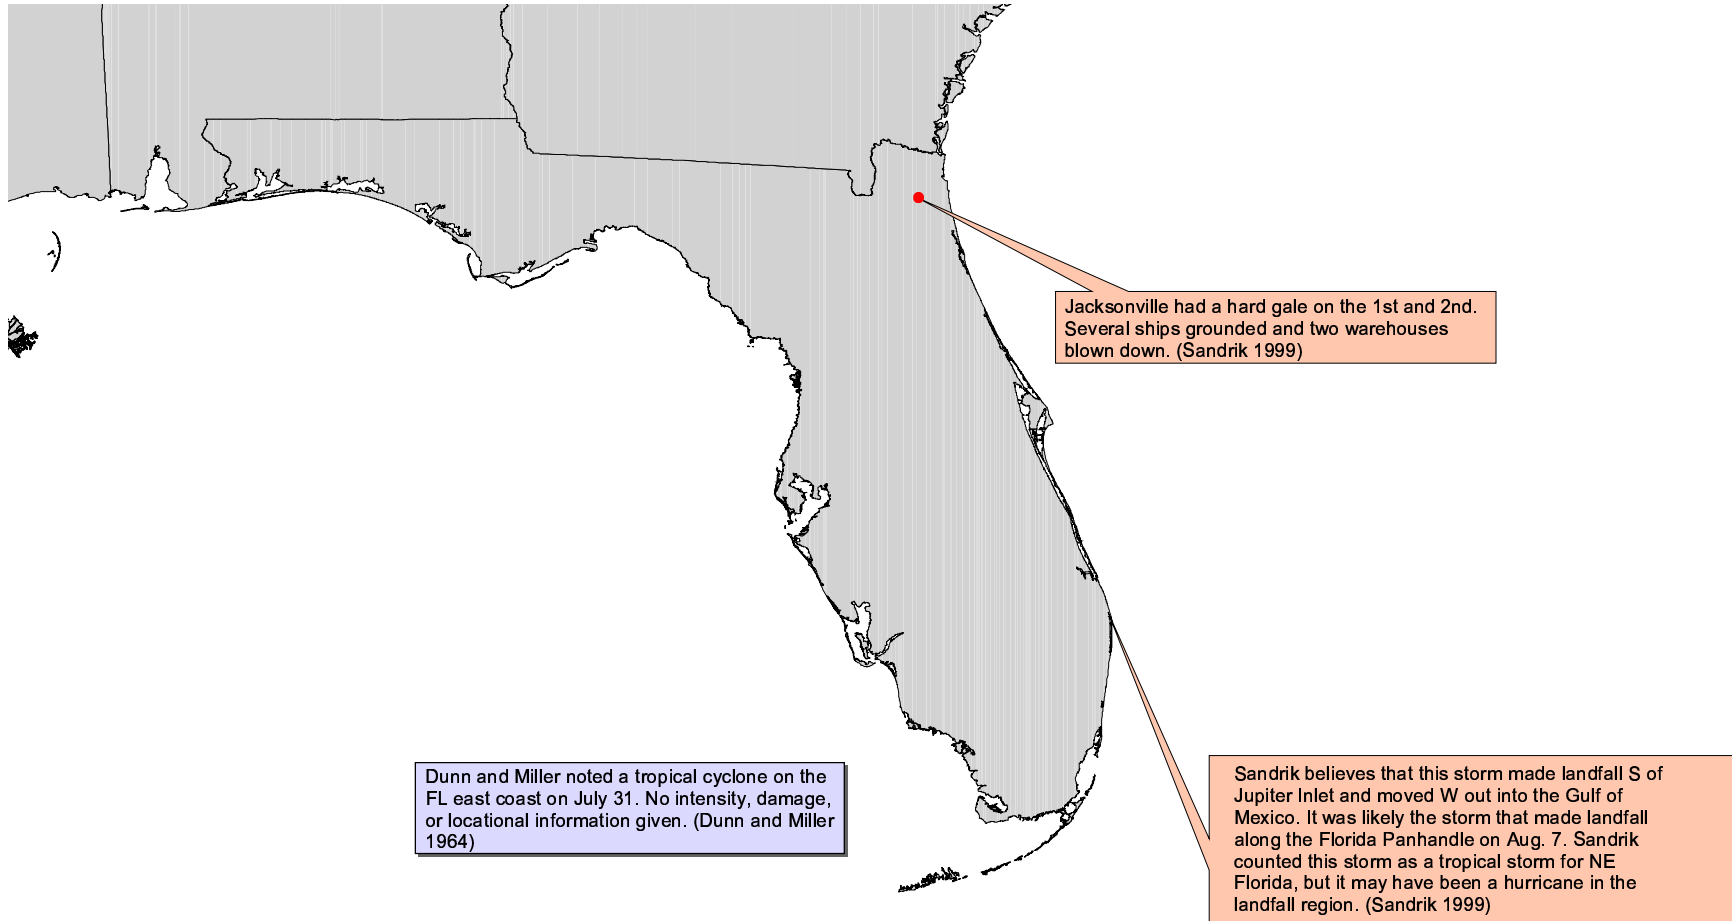 Jacksonville had a hard gale on the 1st and 2nd.
Several ships grounded and two warehouses
blown down. (Sandrik 1999)
Dunn and Miller noted a tropical cyclone on the
FL east coast on July 31. No intensity, damage,
or locational information given. (Dunn and Miller
1964)
Sandrik believes that this storm made landfall S of
Jupiter Inlet and moved W out into the Gulf of
Mexico. It was likely the storm that made landfall
along the Florida Panhandle on Aug. 7. Sandrik
counted this storm as a tropical storm for NE
Florida, but it may have been a hurricane in the
landfall region. (Sandrik 1999)